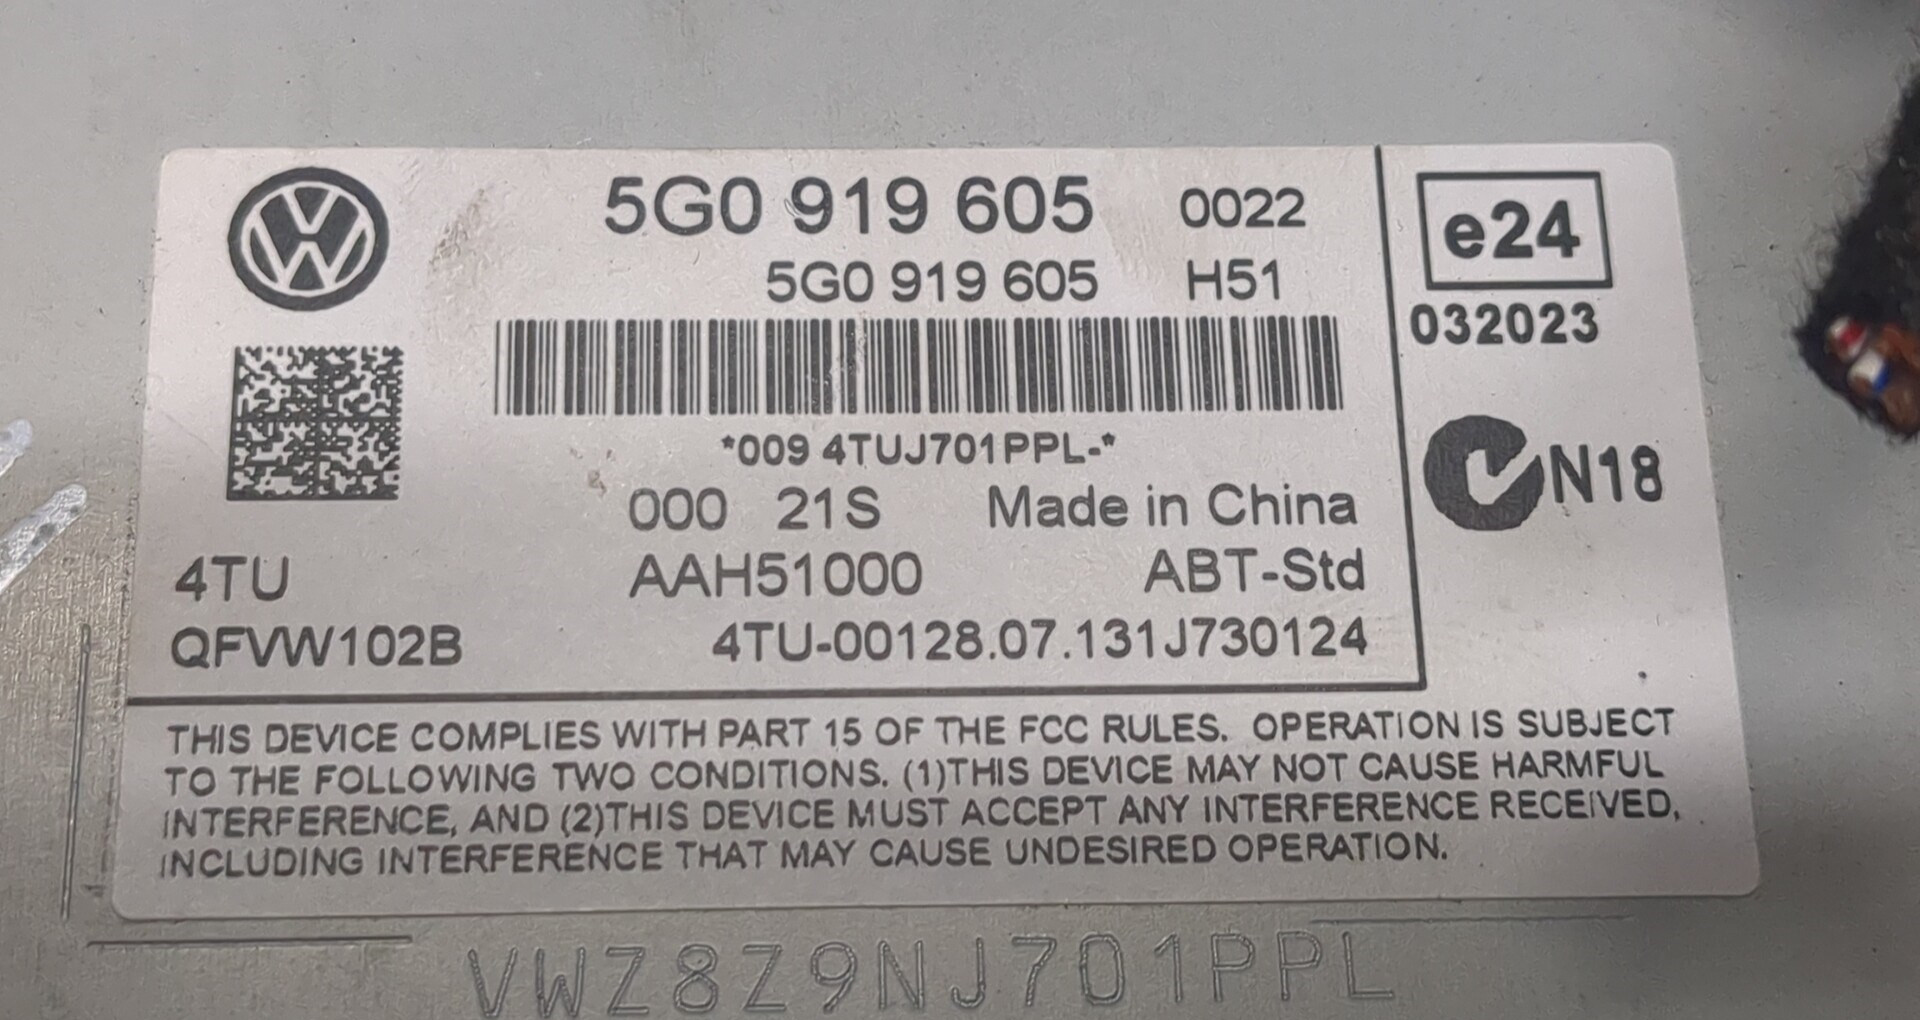 5G0 919 605 0022
5G0 919 605 H51
*009 4TUJ701PPL-*
000 21S Made in China
4TU AAH51000 ABT-Std
QFVW102B 4TU-00128.07.131J730124
e24
032023
N18
THIS DEVICE COMPLIES WITH PART 15 OF THE FCC RULES. OPERATION IS SUBJECT
TO THE FOLLOWING TWO CONDITIONS. (1)THIS DEVICE MAY NOT CAUSE HARMFUL
INTERFERENCE, AND (2)THIS DEVICE MUST ACCEPT ANY INTERFERENCE RECEIVED,
INCLUDING INTERFERENCE THAT MAY CAUSE UNDESIRED OPERATION.
VWZ8Z9NJ701PPL